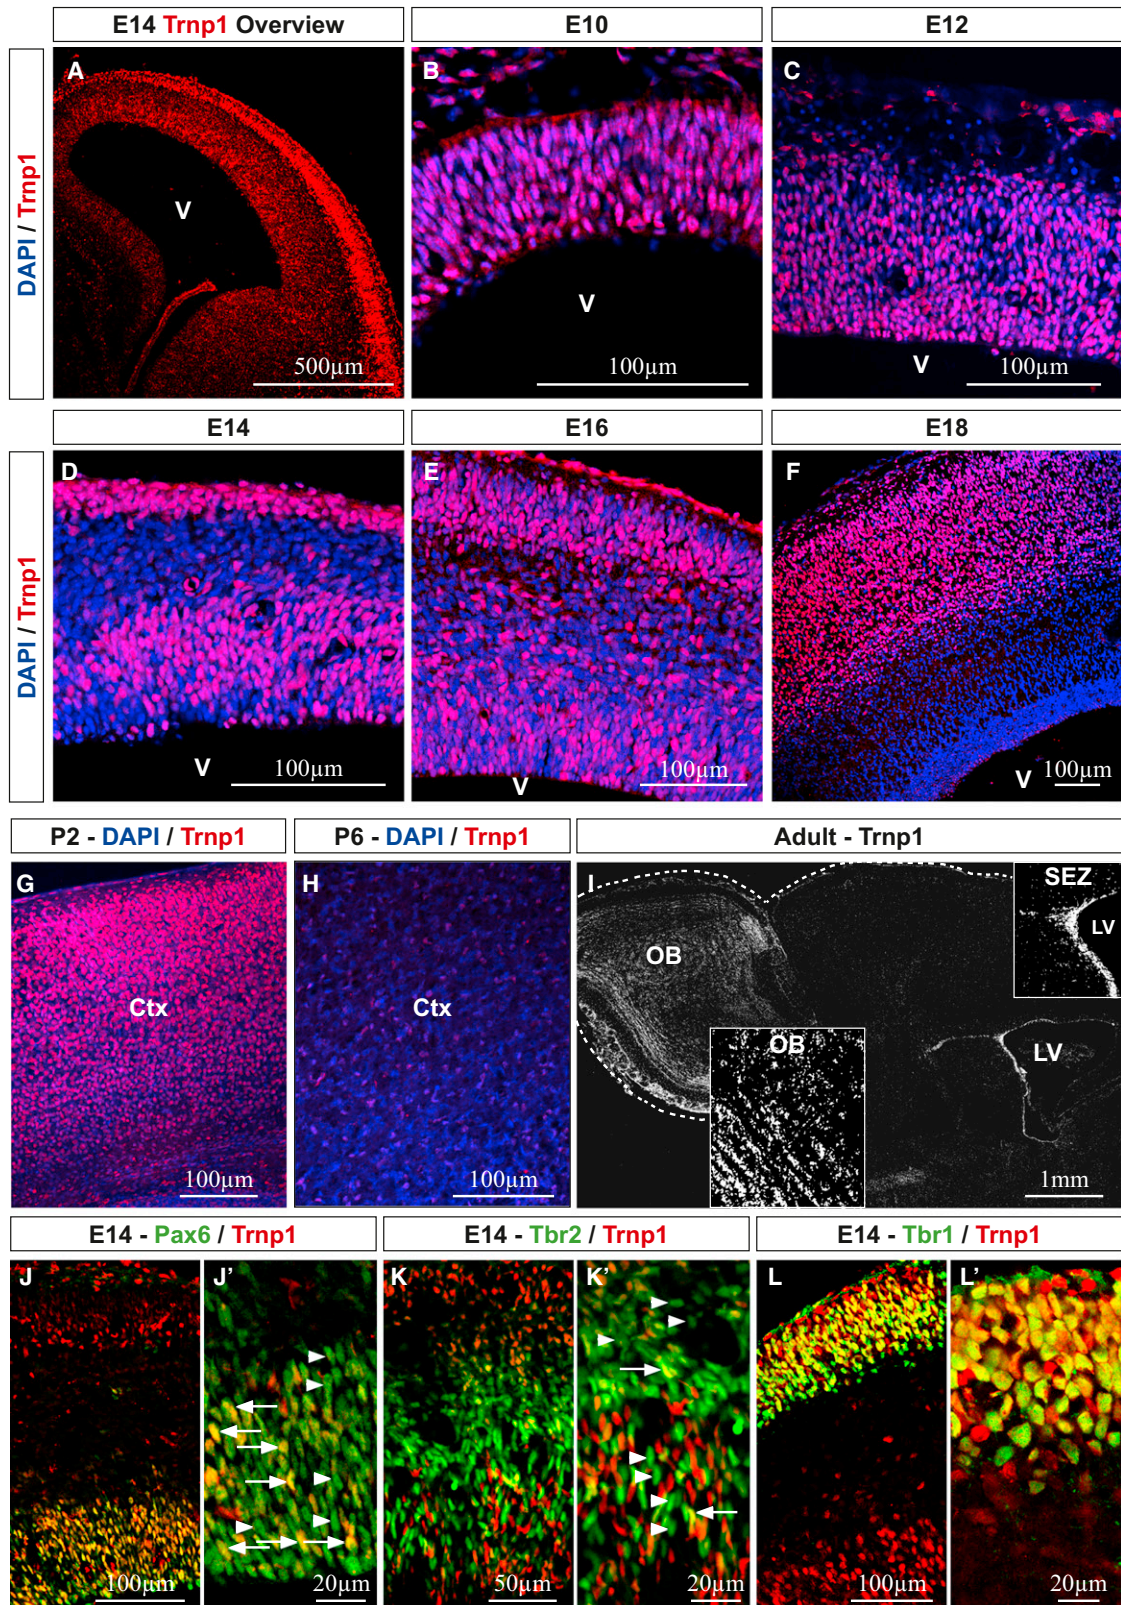 E14 Trnp1 Overview
E10
E12
DAPI / Trnp1
A
V
500µm
B
V
100µm
C
V
100µm
E14
E16
E18
DAPI / Trnp1
D
V
100µm
E
V
100µm
F
V
100µm
P2 - DAPI / Trnp1
P6 - DAPI / Trnp1
Adult - Trnp1
G
Ctx
100µm
H
Ctx
100µm
I
OB
OB
SEZ
LV
LV
1mm
E14 - Pax6 / Trnp1
E14 - Tbr2 / Trnp1
E14 - Tbr1 / Trnp1
J
100µm
J'
20µm
K
50µm
K'
20µm
L
100µm
L'
20µm